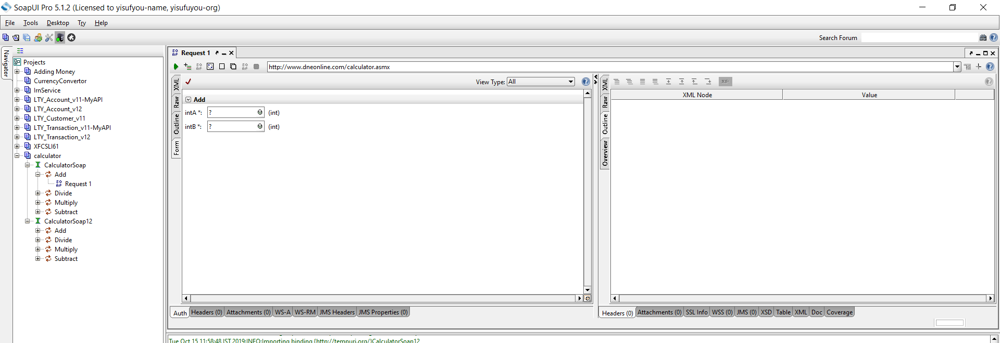 SoapUI Pro 5.1.2 (Licensed to yisufyou-name, yisufuyou-org)
File Tools Desktop Try Help
Search Forum
Navigator
Projects
Adding Money
CurrencyConvertor
IrnService
LTY_Account_v11-MyAPI
LTY_Account_v12
LTY_Customer_v11
LTY_Transaction_v11-MyAPI
LTY_Transaction_v12
XFCSLI61
calculator
CalculatorSoap
Add
Request 1
Divide
Multiply
Subtract
CalculatorSoap12
Add
Divide
Multiply
Subtract
Request 1
http://www.dneonline.com/calculator.asmx
XML
Raw
Outline
Form
View Type: All
Add
intA *: ? (int)
intB *: ? (int)
Auth Headers (0) Attachments (0) WS-A WS-RM JMS Headers JMS Properties (0)
XML
Raw
Outline
Overview
XML Node Value
Headers (0) Attachments (0) SSL Info WSS (0) JMS (0) XSD Table XML Doc Coverage
Tue Oct 15 11:58:48 IST 2019:INFO:Importing binding {http://tempuri.org/}CalculatorSoap12